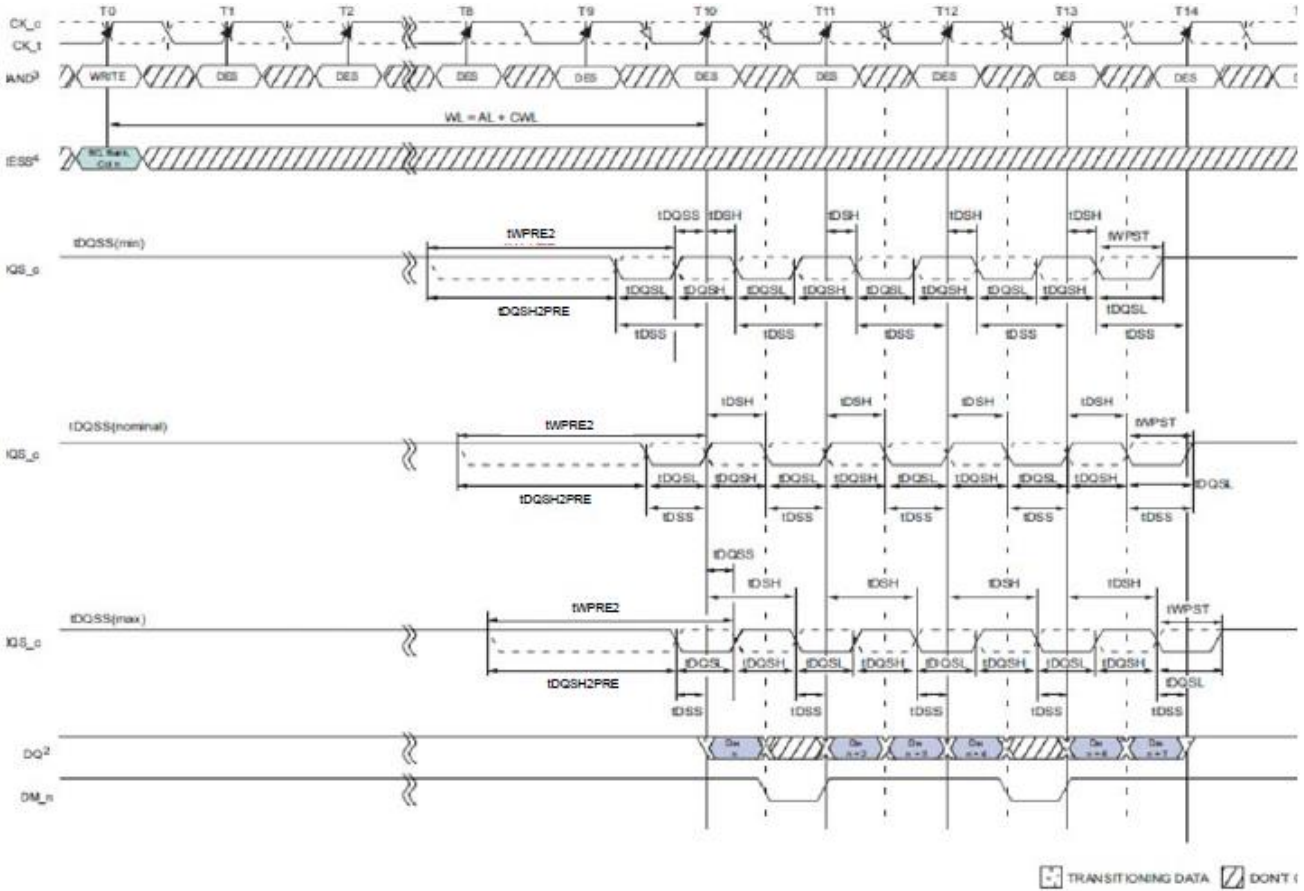 T0 T1 T2 T8 T9 T10 T11 T12 T13 T14
CK_c
CK_t
AND3 WRITE DES DES DES DES DES DES DES DES DES
WL = AL + CWL
ESS4 Col n
tDQSS tDSH tDSH tDSH tDSH
tDQSS(min) tWPRE2 tWPST
tDQSL tDQSH tDQSL tDQSH tDQSL tDQSH tDQSL tDQSH tDQSL
tDQSH2PRE
tDSS tDSS tDSS tDSS tDSS
tDSH tDSH tDSH tDSH
tDQSS(nominal) tWPRE2 tWPST
tDQSL tDQSH tDQSL tDQSH tDQSL tDQSH tDQSL tDQSH tDQSL
tDQSH2PRE
tDSS tDSS tDSS tDSS tDSS
tDQSS
tDSH tDSH tDSH tDSH
tDQSS(max) tWPRE2 tWPST
tDQSL tDQSH tDQSL tDQSH tDQSL tDQSH tDQSL tDQSH tDQSL
tDQSH2PRE
tDSS tDSS tDSS tDSS tDSS
DQ2
DM_n
TRANSITIONING DATA DON'T